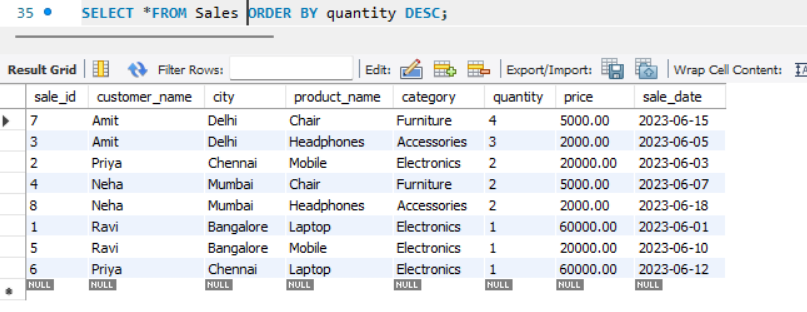 35 SELECT *FROM Sales ORDER BY quantity DESC;
Result Grid Filter Rows: Edit: Export/Import: Wrap Cell Content:
sale_id customer_name city product_name category quantity price sale_date
7 Amit Delhi Chair Furniture 4 5000.00 2023-06-15
3 Amit Delhi Headphones Accessories 3 2000.00 2023-06-05
2 Priya Chennai Mobile Electronics 2 20000.00 2023-06-03
4 Neha Mumbai Chair Furniture 2 5000.00 2023-06-07
8 Neha Mumbai Headphones Accessories 2 2000.00 2023-06-18
1 Ravi Bangalore Laptop Electronics 1 60000.00 2023-06-01
5 Ravi Bangalore Mobile Electronics 1 20000.00 2023-06-10
6 Priya Chennai Laptop Electronics 1 60000.00 2023-06-12
NULL NULL NULL NULL NULL NULL NULL NULL